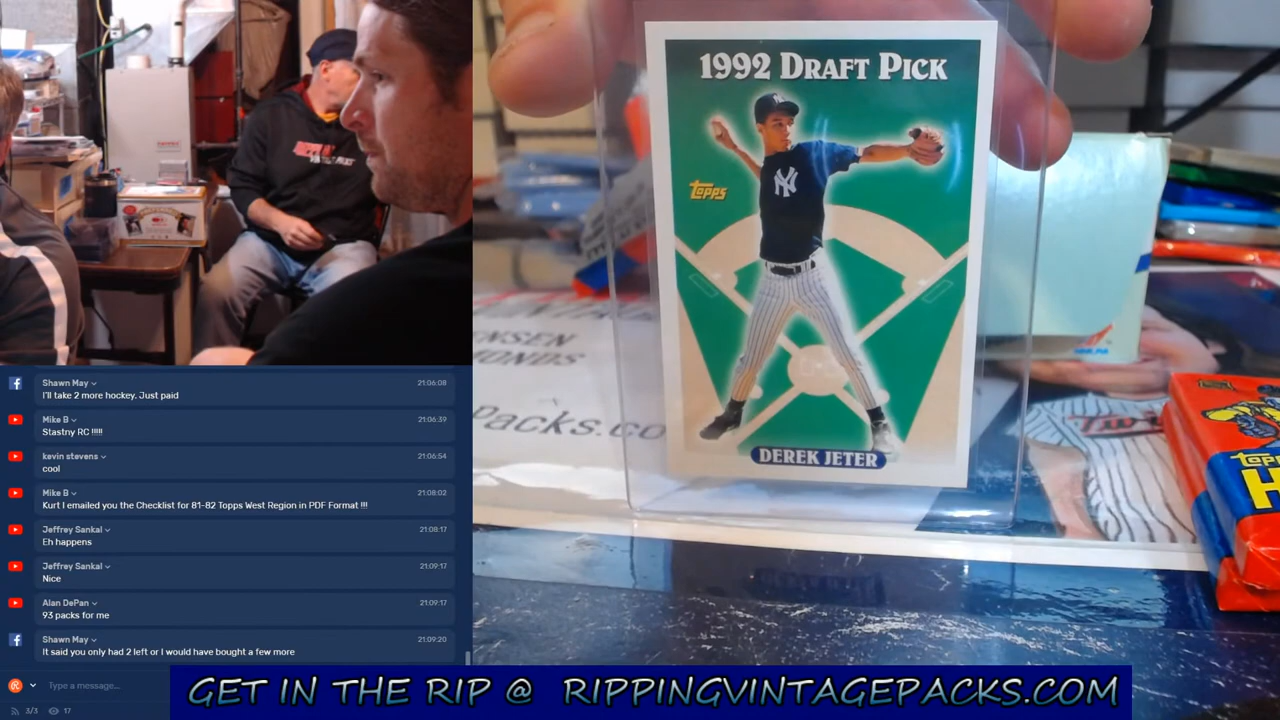 1992 DRAFT PICK
NY
TOPPS
DEREK JETER
Shawn May
21:06:08
I'll take 2 more hockey. Just paid
Mike B
21:06:39
Stastny RC !!!!!
kevin stevens
21:06:54
cool
Mike B
21:08:02
Kurt I emailed you the Checklist for 81-82 Topps West Region in PDF Format !!!
Jeffrey Sankal
21:08:17
Eh happens
Jeffrey Sankal
21:09:17
Nice
Alan DePan
21:09:17
93 packs for me
Shawn May
21:09:20
It said you only had 2 left or I would have bought a few more
Type a message...
3/3
17
GET IN THE RIP @ RIPPINGVINTAGEPACKS.COM